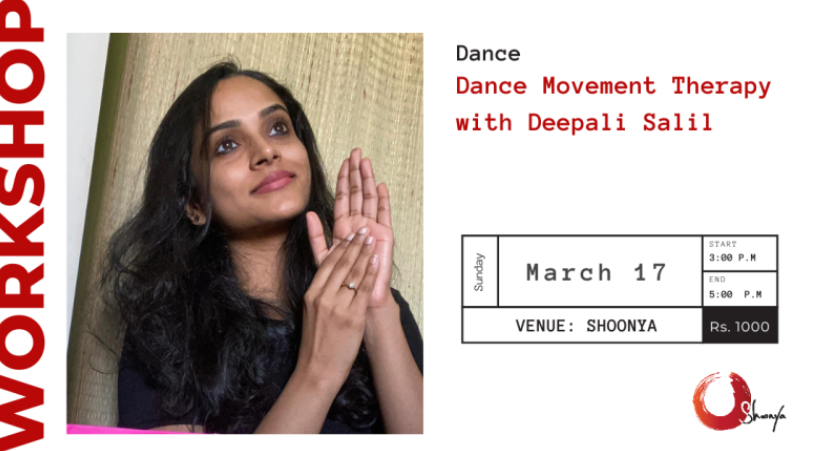 WORKSHOP
Dance
Dance Movement Therapy
with Deepali Salil
Sunday
March 17
START
3:00 P.M
END
5:00 P.M
VENUE: SHOONYA
Rs. 1000
Shoonya